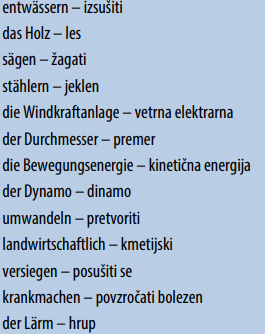 entwässern – izsušiti
das Holz – les
sägen – žagati
stählern – jeklen
die Windkraftanlage – vetrna elektrarna
der Durchmesser – premer
die Bewegungsenergie – kinetična energija
der Dynamo – dinamo
umwandeln – pretvoriti
landwirtschaftlich – kmetijski
versiegen – posušiti se
krankmachen – povzročati bolezen
der Lärm – hrup